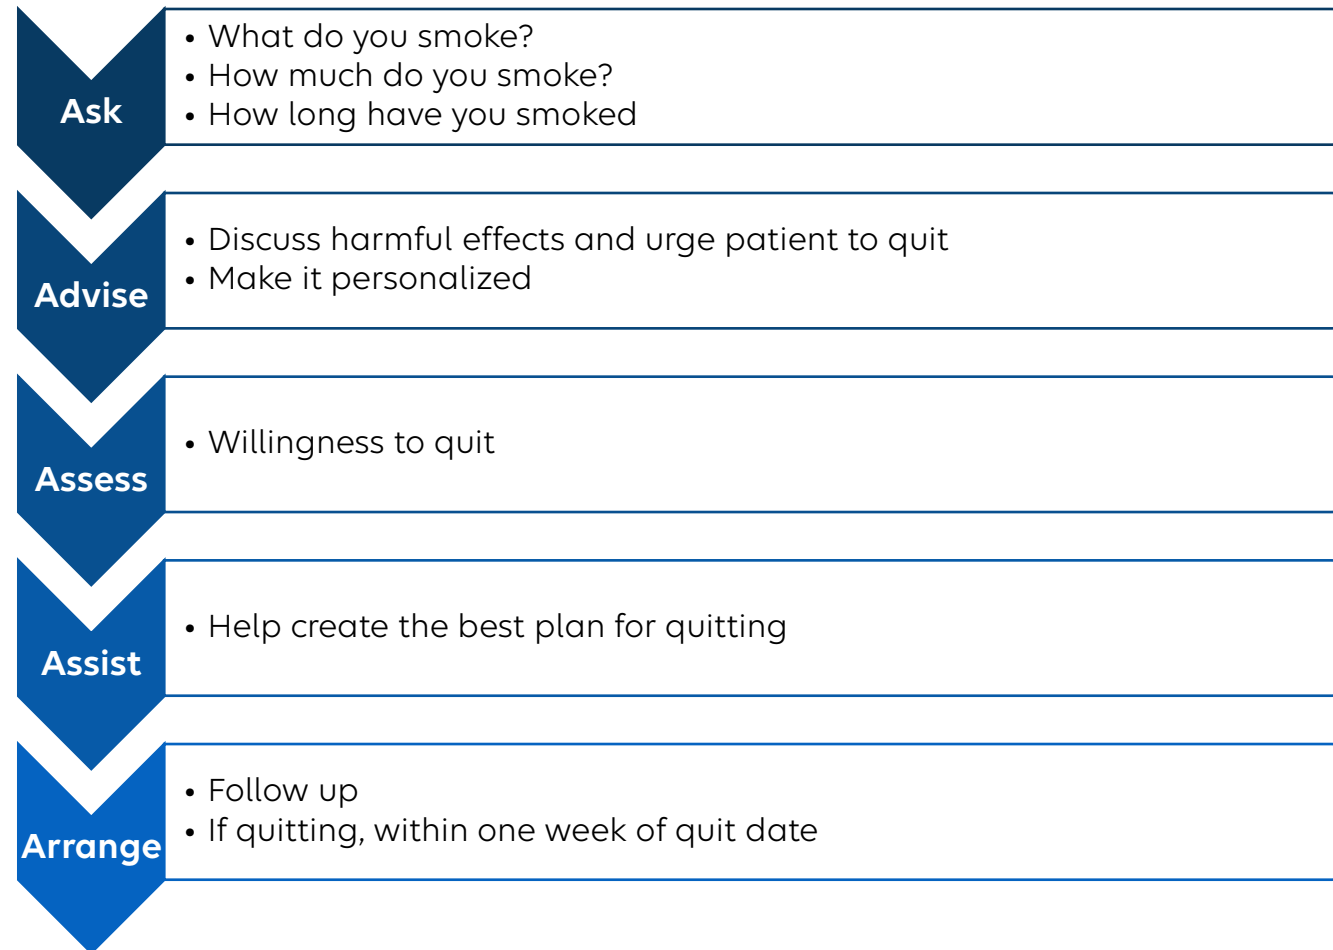 Ask
• What do you smoke?
• How much do you smoke?
• How long have you smoked
Advise
• Discuss harmful effects and urge patient to quit
• Make it personalized
Assess
• Willingness to quit
Assist
• Help create the best plan for quitting
Arrange
• Follow up
• If quitting, within one week of quit date